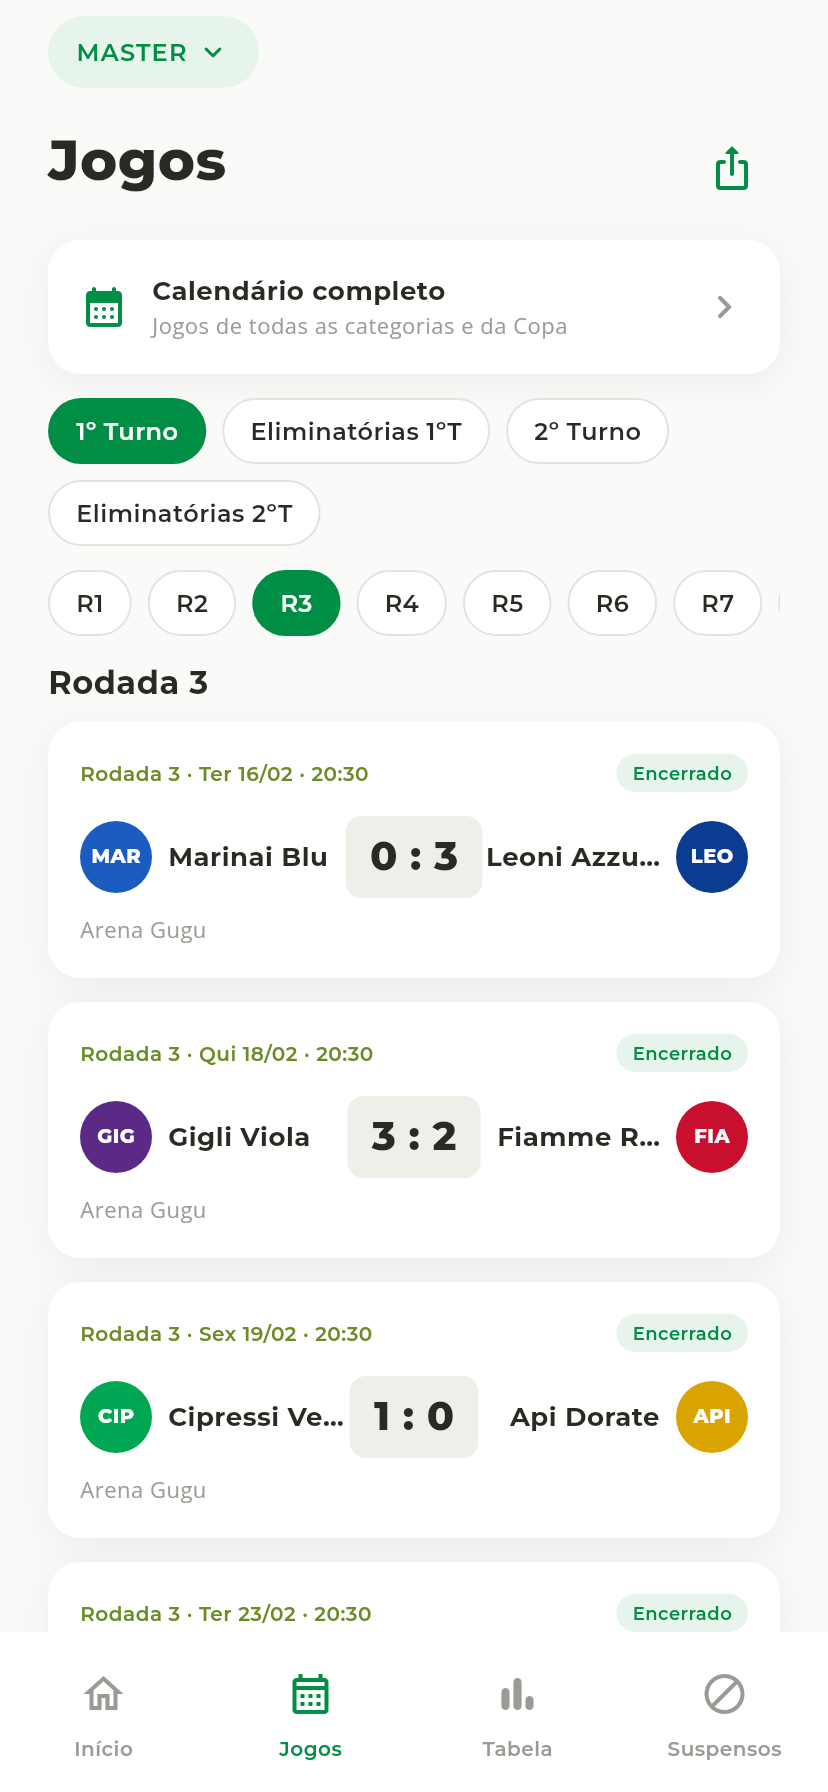 MASTER
Jogos
Calendário completo
Jogos de todas as categorias e da Copa
1º Turno
Eliminatórias 1ºT
2º Turno
Eliminatórias 2ºT
R1
R2
R3
R4
R5
R6
R7
Rodada 3
Rodada 3 · Ter 16/02 · 20:30
Encerrado
MAR
Marinai Blu
0 : 3
Leoni Azzu...
LEO
Arena Gugu
Rodada 3 · Qui 18/02 · 20:30
Encerrado
GIG
Gigli Viola
3 : 2
Fiamme R...
FIA
Arena Gugu
Rodada 3 · Sex 19/02 · 20:30
Encerrado
CIP
Cipressi Ve...
1 : 0
Api Dorate
API
Arena Gugu
Rodada 3 · Ter 23/02 · 20:30
Encerrado
Início
Jogos
Tabela
Suspensos